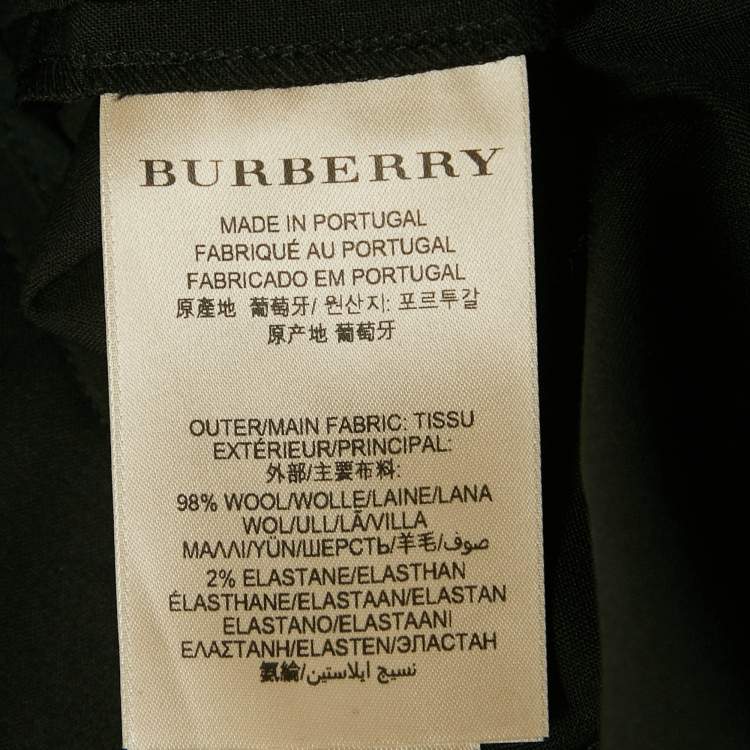 BURBERRY
MADE IN PORTUGAL
FABRIQUÉ AU PORTUGAL
FABRICADO EM PORTUGAL
原產地 葡萄牙/ 원산지: 포르투갈
原产地 葡萄牙
OUTER/MAIN FABRIC: TISSU
EXTÉRIEUR/PRINCIPAL:
外部/主要布料:
98% WOOL/WOLLE/LAINE/LANA
WOL/ULL/LÃ/VILLA
ΜΑΛΛΙ/YÜN/ШЕРСТЬ/羊毛/صوف
2% ELASTANE/ELASTHAN
ÉLASTHANE/ELASTAAN/ELASTAN
ELASTANO/ELASTAANI
ΕΛΑΣΤΑΝΗ/ELASTEN/ЭЛАСТАН
氨綸/نسيج ايلاستين